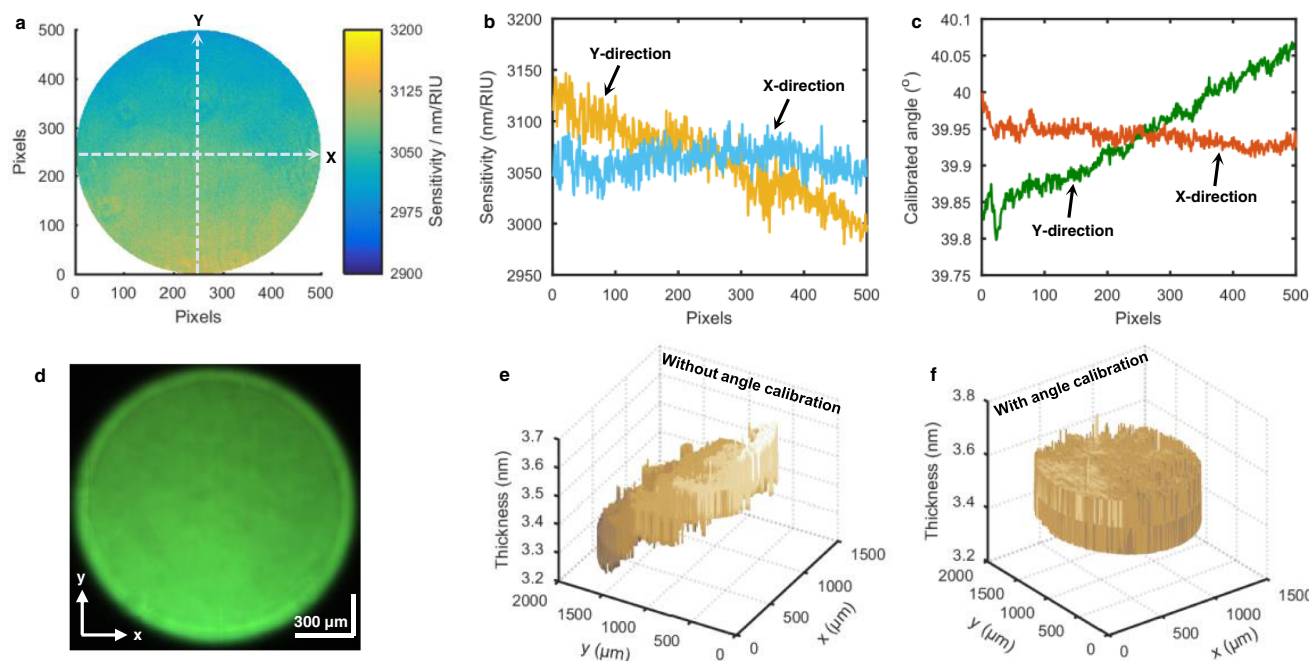 a
Y
500
400
300
200
100
0
Pixels
X
0 100 200 300 400 500
Pixels
3200
3125
3050
2975
2900
Sensitivity / nm/RIU
b
3200
3150
3100
3050
3000
2950
Sensitivity (nm/RIU)
Y-direction
X-direction
0 100 200 300 400 500
Pixels
c
40.1
40.05
40
39.95
39.9
39.85
39.8
39.75
Calibrated angle (°)
Y-direction
X-direction
0 100 200 300 400 500
Pixels
d
y
x
300 μm
e
Without angle calibration
3.7
3.6
3.5
3.4
3.3
3.2
Thickness (nm)
2000
1500
1000
500
0
y (μm)
0
500
1000
1500
x (μm)
f
With angle calibration
3.8
3.6
3.4
3.2
Thickness (nm)
2000
1500
1000
500
0
y (μm)
0
500
1000
1500
x (μm)